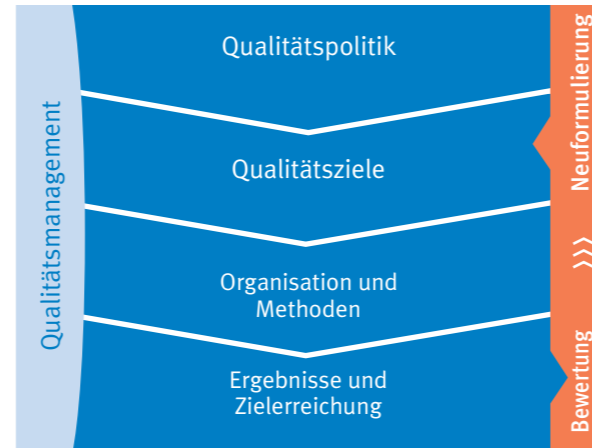 Qualitätsmanagement
Qualitätspolitik
Qualitätsziele
Organisation und
Methoden
Ergebnisse und
Zielerreichung
Neuformulierung
Bewertung